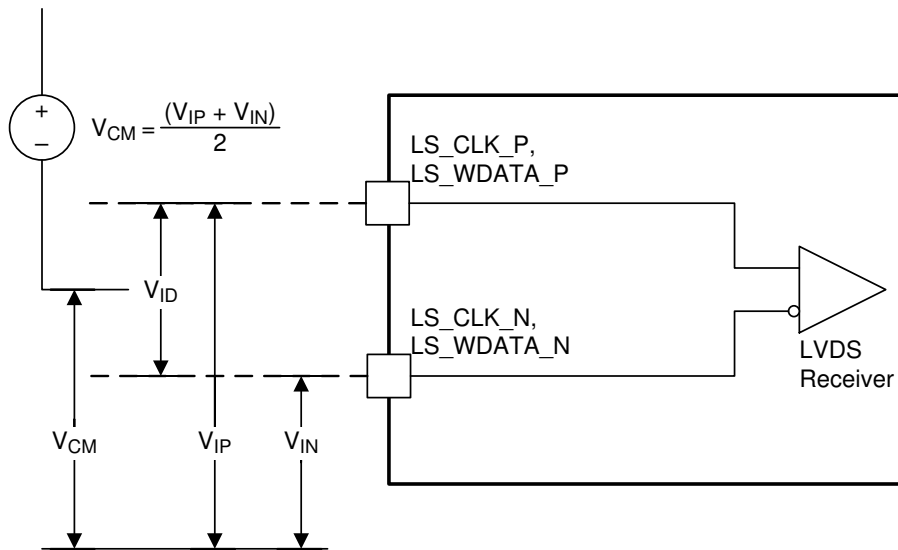 +
−
V_CM = (V_IP + V_IN) / 2
LS_CLK_P,
LS_WDATA_P
V_ID
LS_CLK_N,
LS_WDATA_N
LVDS
Receiver
V_CM
V_IP
V_IN